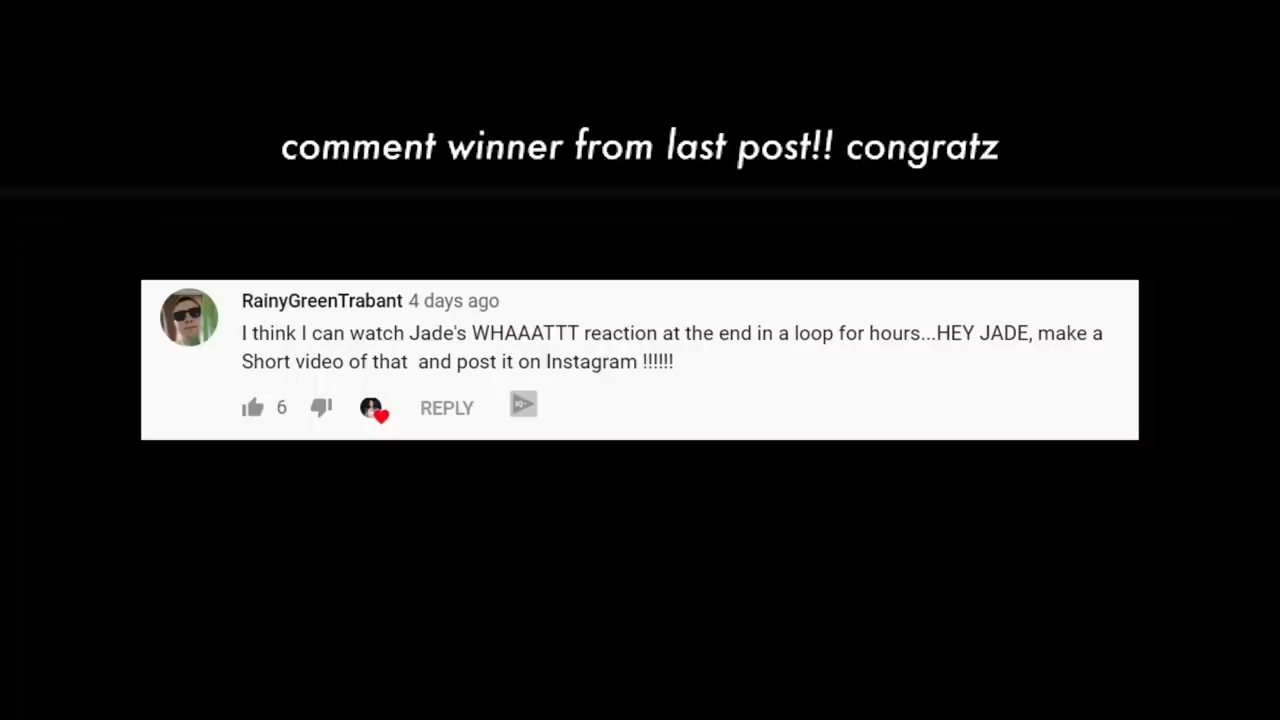 comment winner from last post!! congratz
RainyGreenTrabant 4 days ago
I think I can watch Jade's WHAAATTT reaction at the end in a loop for hours...HEY JADE, make a
Short video of that  and post it on Instagram !!!!!!
6 REPLY